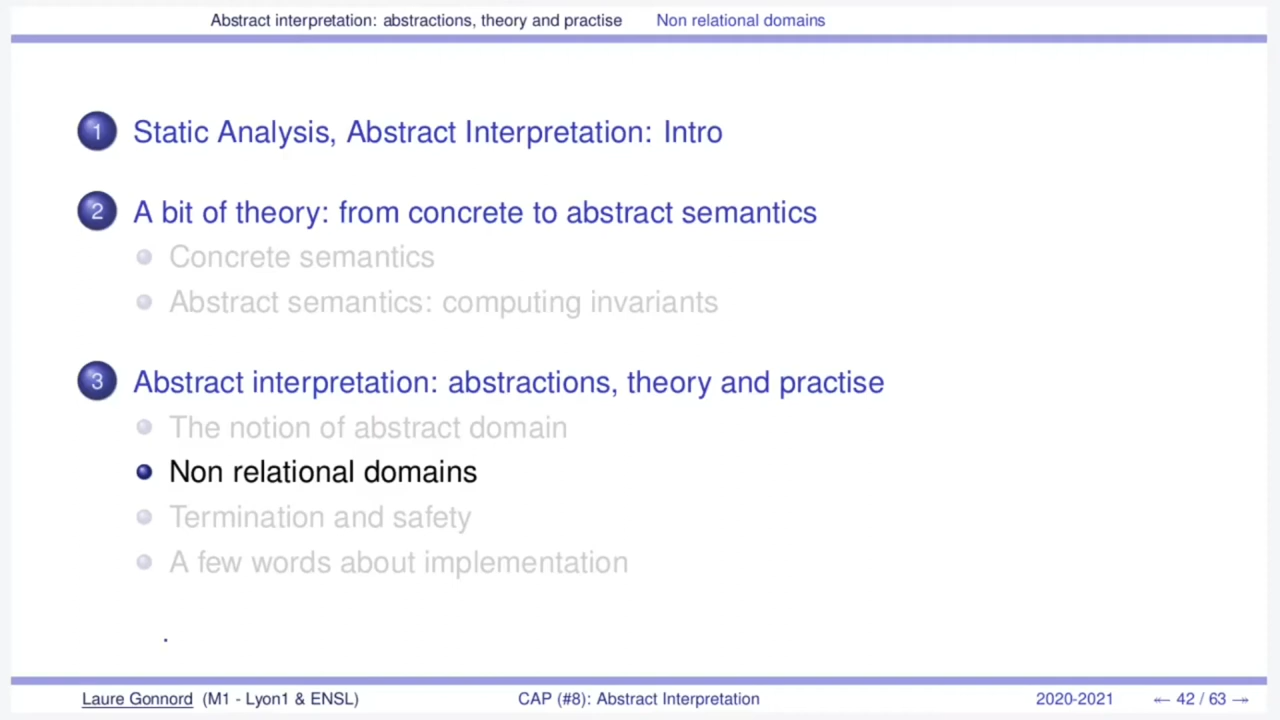 Abstract interpretation: abstractions, theory and practise Non relational domains
1 Static Analysis, Abstract Interpretation: Intro
2 A bit of theory: from concrete to abstract semantics
Concrete semantics
Abstract semantics: computing invariants
3 Abstract interpretation: abstractions, theory and practise
The notion of abstract domain
Non relational domains
Termination and safety
A few words about implementation
.
Laure Gonnord (M1 - Lyon1 & ENSL) CAP (#8): Abstract Interpretation 2020-2021 ← 42 / 63 →